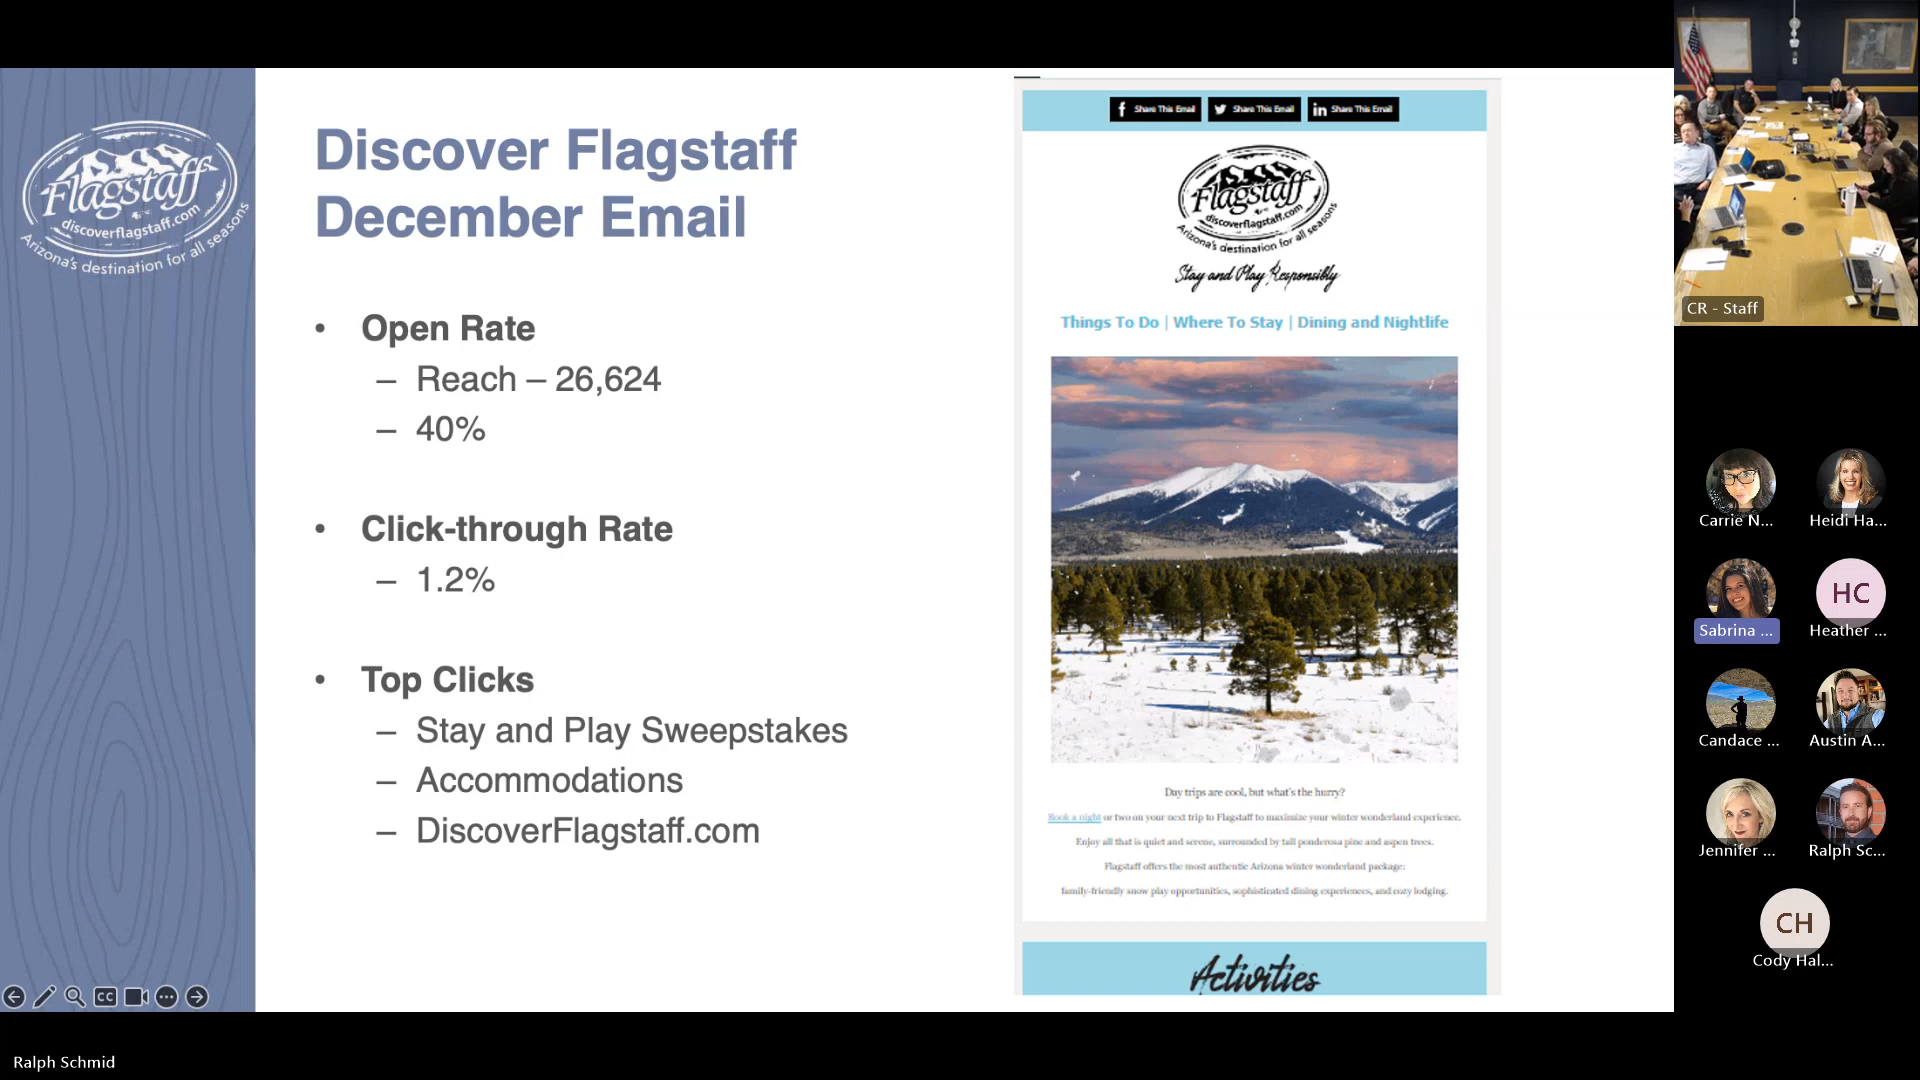 Flagstaff
discoverflagstaff.com
Arizona's destination for all seasons
Discover Flagstaff
December Email
• Open Rate
– Reach – 26,624
– 40%
• Click-through Rate
– 1.2%
• Top Clicks
– Stay and Play Sweepstakes
– Accommodations
– DiscoverFlagstaff.com
Share This Email
Share This Email
Share This Email
Flagstaff
discoverflagstaff.com
Arizona's destination for all seasons
Stay and Play Responsibly
Things To Do | Where To Stay | Dining and Nightlife
Day trips are cool, but what's the hurry?
Book a night or two on your next trip to Flagstaff to maximize your winter wonderland experience.
Enjoy all that is quiet and serene, surrounded by tall ponderosa pine and aspen trees.
Flagstaff offers the most authentic Arizona winter wonderland package:
family-friendly snow play opportunities, sophisticated dining experiences, and cozy lodging.
Activities
CC
Ralph Schmid
CR - Staff
Carrie N...
Heidi Ha...
Sabrina ...
HC
Heather ...
Candace ...
Austin A...
Jennifer ...
Ralph Sc...
CH
Cody Hal...